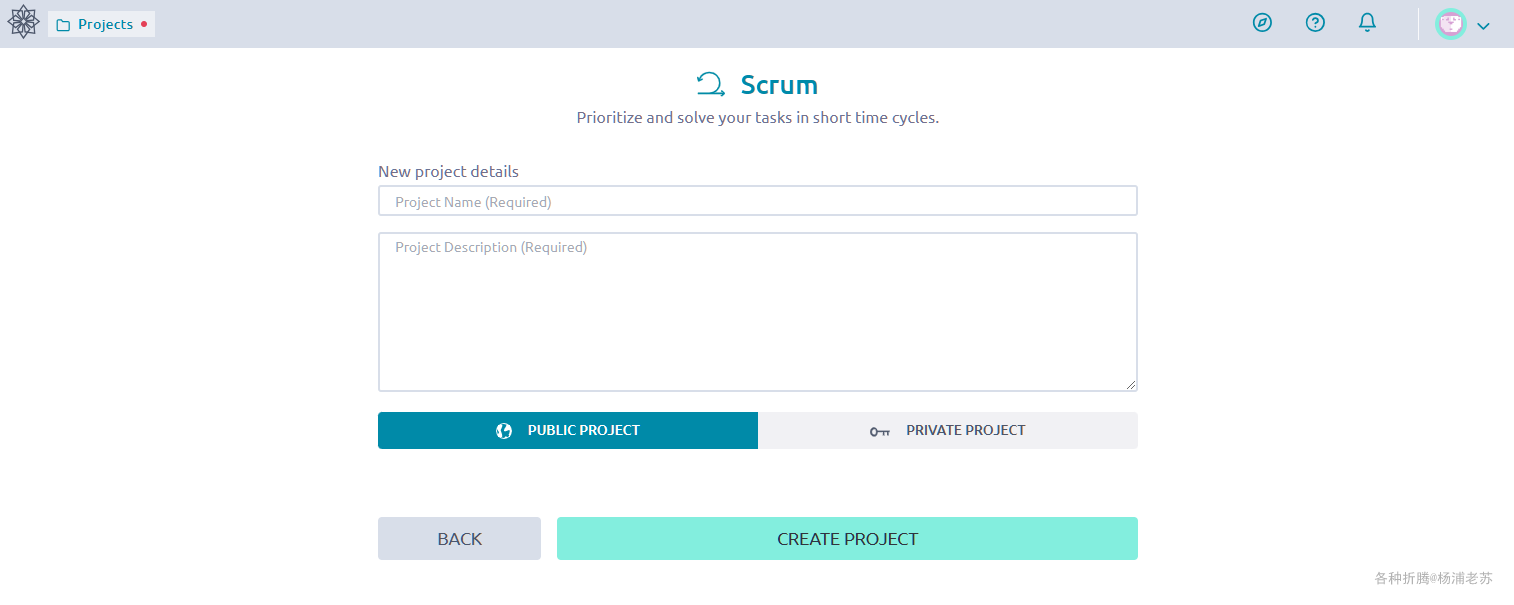 Projects
Scrum
Prioritize and solve your tasks in short time cycles.
New project details
Project Name (Required)
Project Description (Required)
PUBLIC PROJECT
PRIVATE PROJECT
BACK
CREATE PROJECT
各种折腾@杨浦老苏